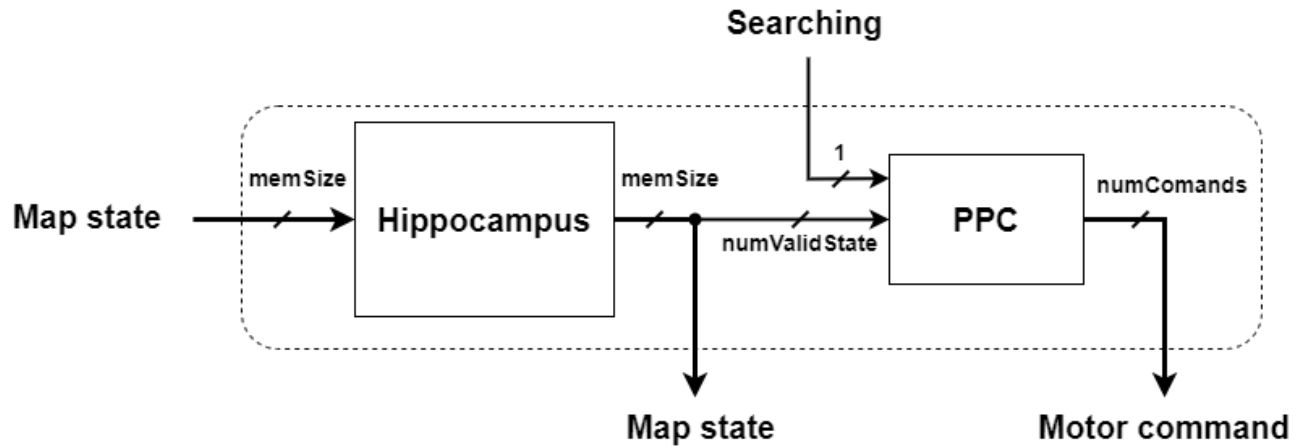 Searching
1
memSize
memSize
numComands
Map state
Hippocampus
PPC
numValidState
Map state
Motor command